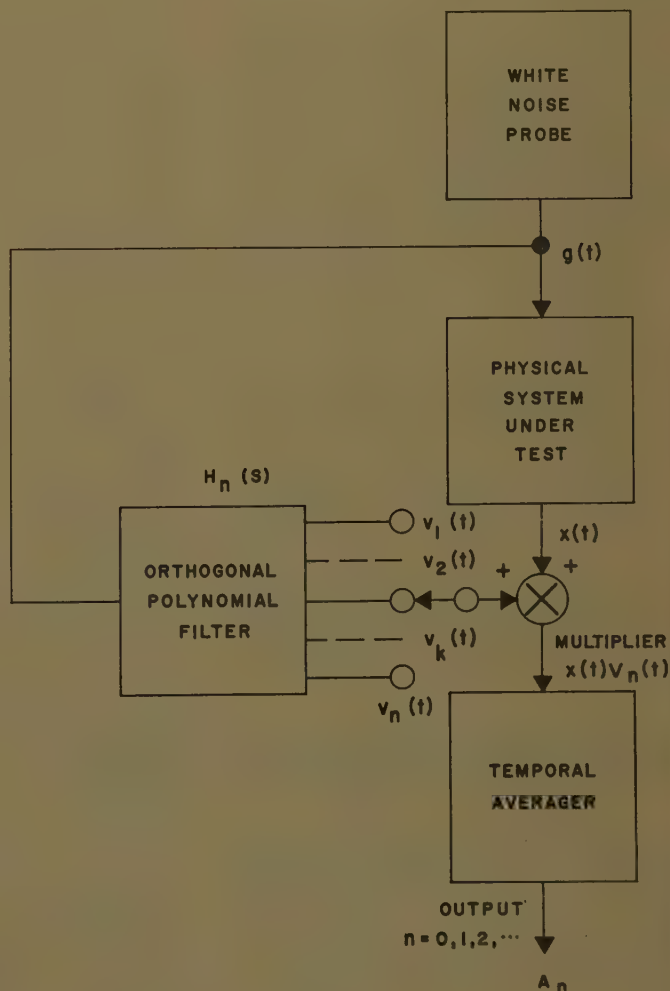 WHITE
NOISE
PROBE
g(t)
PHYSICAL
SYSTEM
UNDER
TEST
H_n (S)
x(t)
ORTHOGONAL
POLYNOMIAL
FILTER
v_1 (t)
v_2 (t)
v_k (t)
v_n (t)
+
+
MULTIPLIER
x(t)V_n(t)
TEMPORAL
AVERAGER
OUTPUT
n=0,1,2,...
A_n